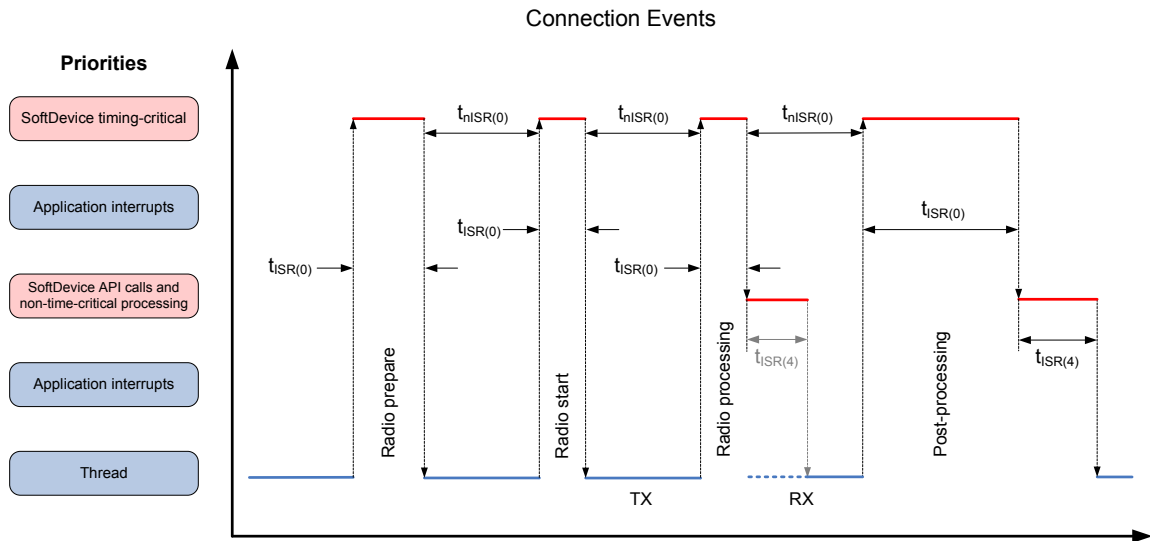 Connection Events
Priorities
SoftDevice timing-critical
Application interrupts
SoftDevice API calls and
non-time-critical processing
Application interrupts
Thread
tnISR(0)
tnISR(0)
tnISR(0)
tISR(0)
tISR(0)
tISR(0)
tISR(0)
tISR(4)
tISR(4)
Radio prepare
Radio start
Radio processing
Post-processing
TX
RX